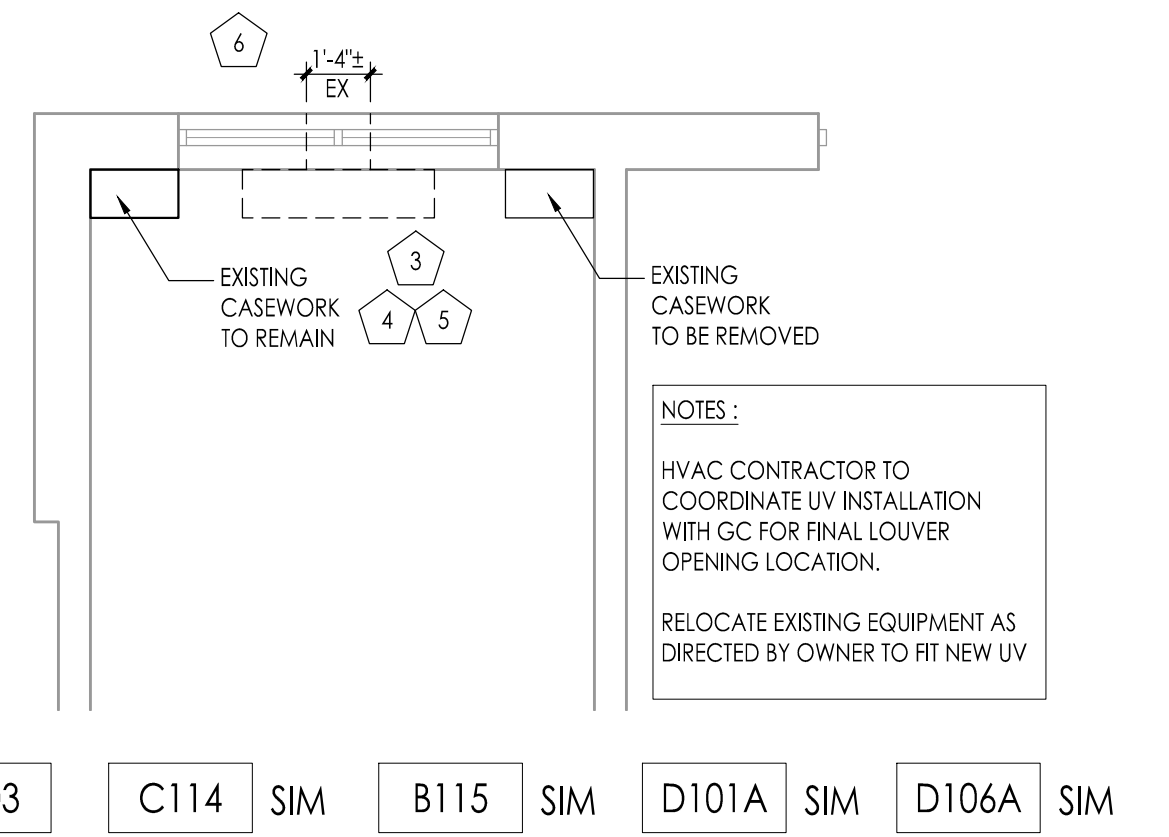 6
1'-4"±
EX
3
4 5
EXISTING
CASEWORK
TO REMAIN
EXISTING
CASEWORK
TO BE REMOVED
NOTES :
HVAC CONTRACTOR TO
COORDINATE UV INSTALLATION
WITH GC FOR FINAL LOUVER
OPENING LOCATION.
RELOCATE EXISTING EQUIPMENT AS
DIRECTED BY OWNER TO FIT NEW UV
C114 SIM B115 SIM D101A SIM D106A SIM